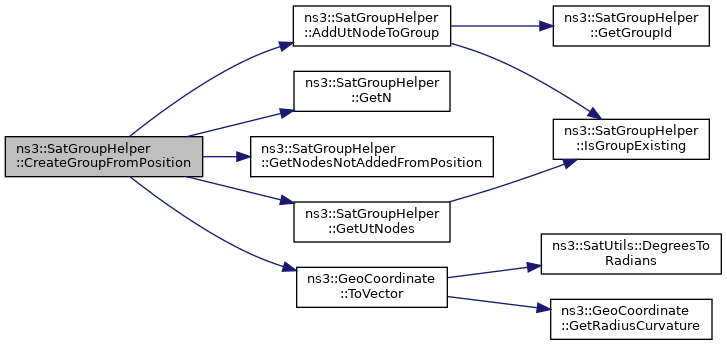 ns3::SatGroupHelper
::CreateGroupFromPosition
ns3::SatGroupHelper
::AddUtNodeToGroup
ns3::SatGroupHelper
::GetN
ns3::SatGroupHelper
::GetNodesNotAddedFromPosition
ns3::SatGroupHelper
::GetUtNodes
ns3::GeoCoordinate
::ToVector
ns3::SatGroupHelper
::GetGroupId
ns3::SatGroupHelper
::IsGroupExisting
ns3::SatUtils::DegreesTo
Radians
ns3::GeoCoordinate
::GetRadiusCurvature